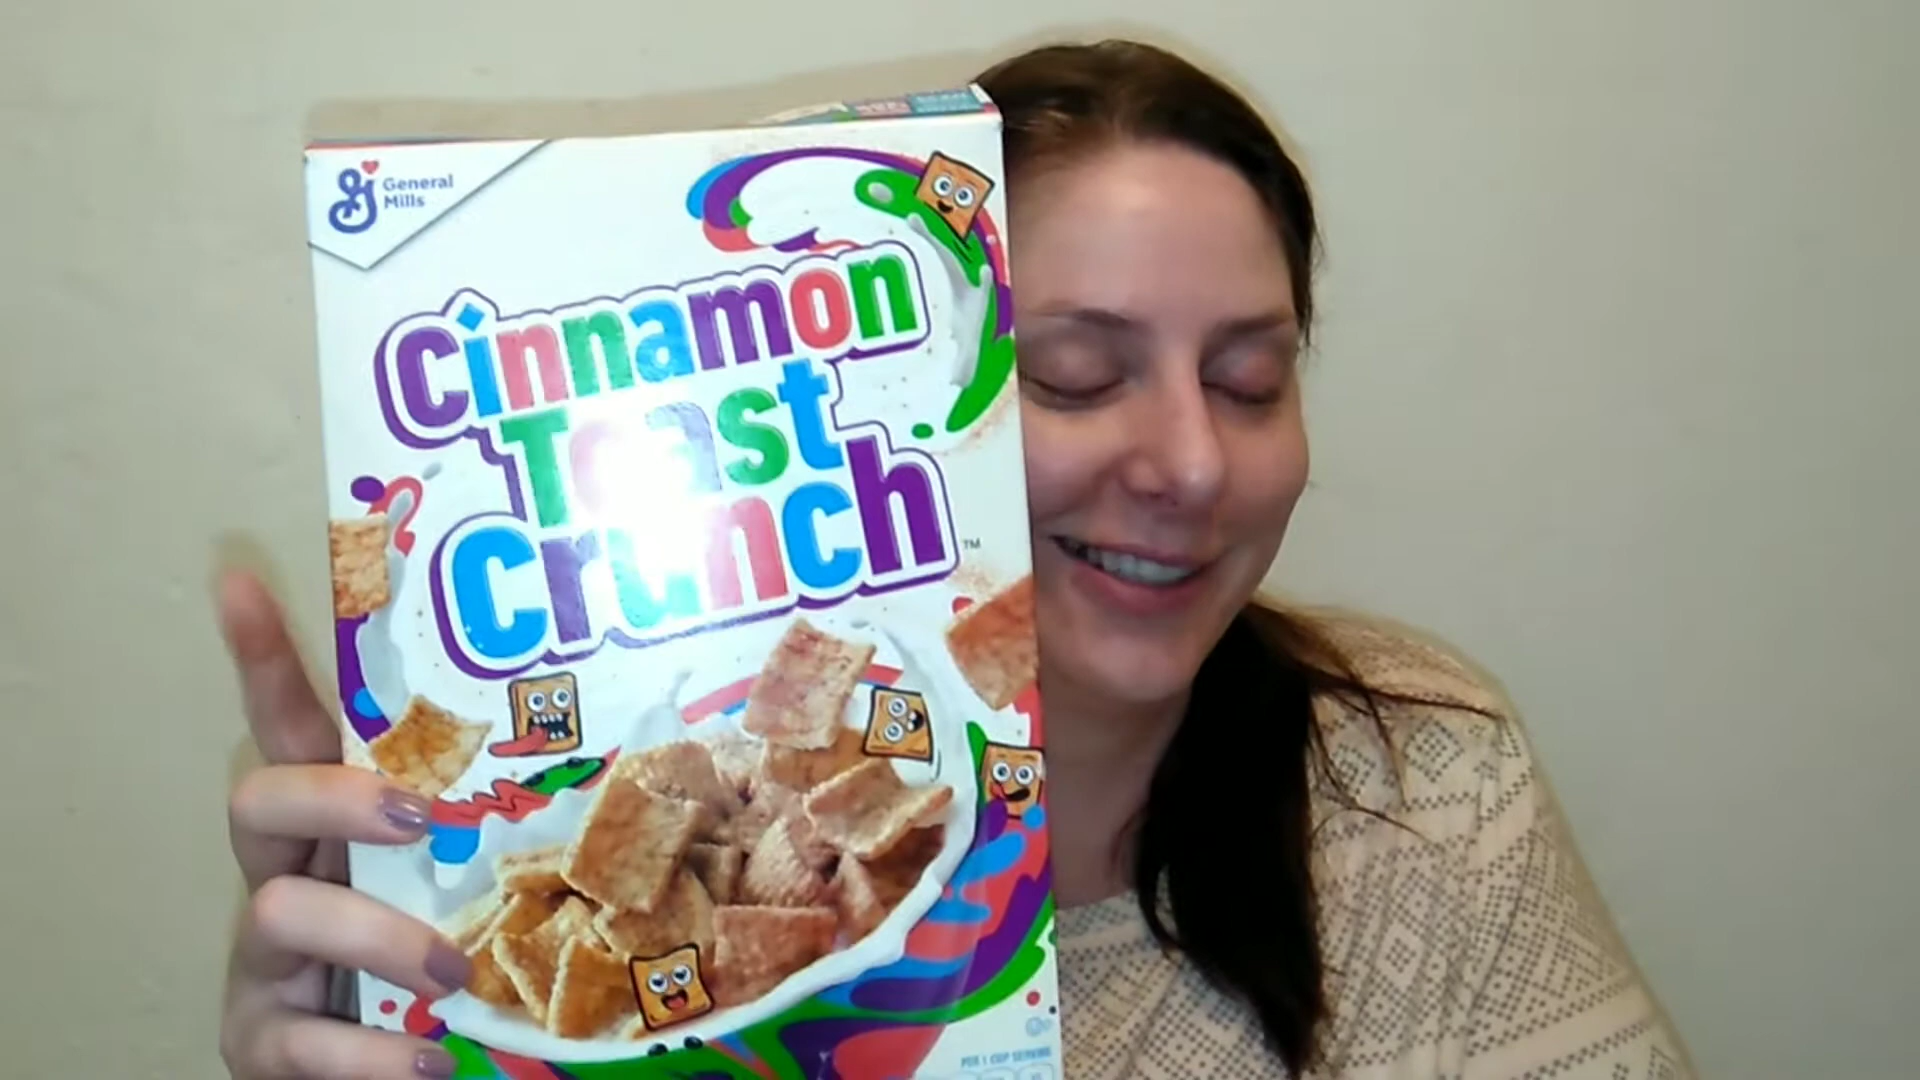 General
Mills
Cinnamon
Toast
Crunch
TM
PER 1 CUP SERVING